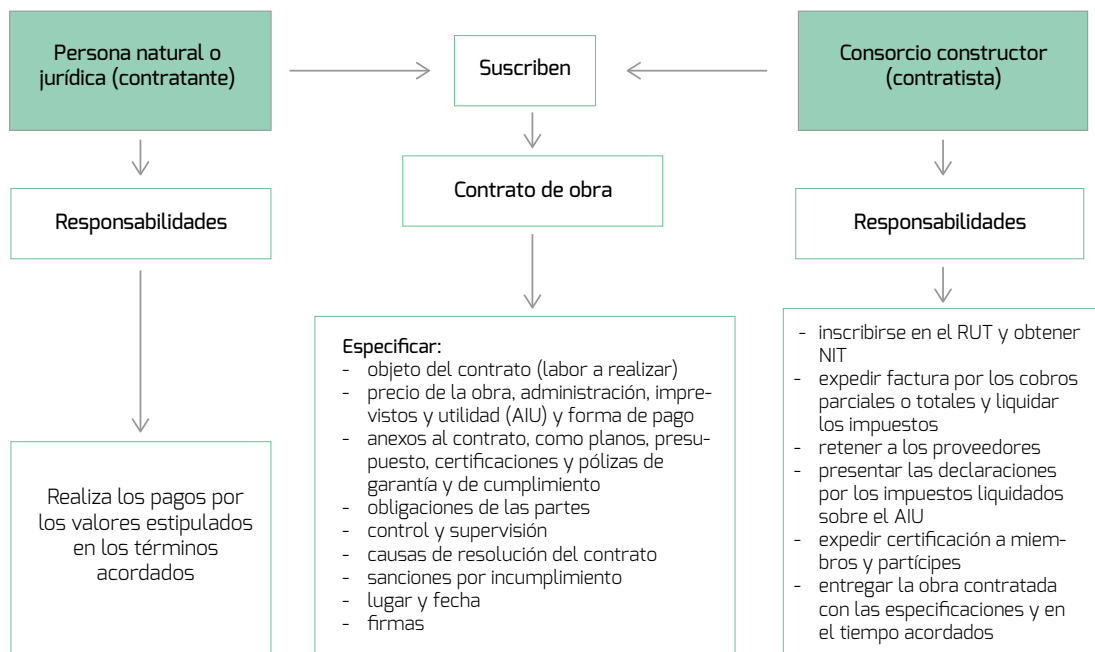 Persona natural o
jurídica (contratante)
Suscriben
Consorcio constructor
(contratista)
Responsabilidades
Contrato de obra
Responsabilidades
Realiza los pagos por
los valores estipulados
en los términos
acordados
Especificar:
- objeto del contrato (labor a realizar)
- precio de la obra, administración, impre-
vistos y utilidad (AIU) y forma de pago
- anexos al contrato, como planos, presu-
puesto, certificaciones y pólizas de
garantía y de cumplimiento
- obligaciones de las partes
- control y supervisión
- causas de resolución del contrato
- sanciones por incumplimiento
- lugar y fecha
- firmas
- inscribirse en el RUT y obtener
NIT
- expedir factura por los cobros
parciales o totales y liquidar
los impuestos
- retener a los proveedores
- presentar las declaraciones
por los impuestos liquidados
sobre el AIU
- expedir certificación a miem-
bros y partícipes
- entregar la obra contratada
con las especificaciones y en
el tiempo acordados